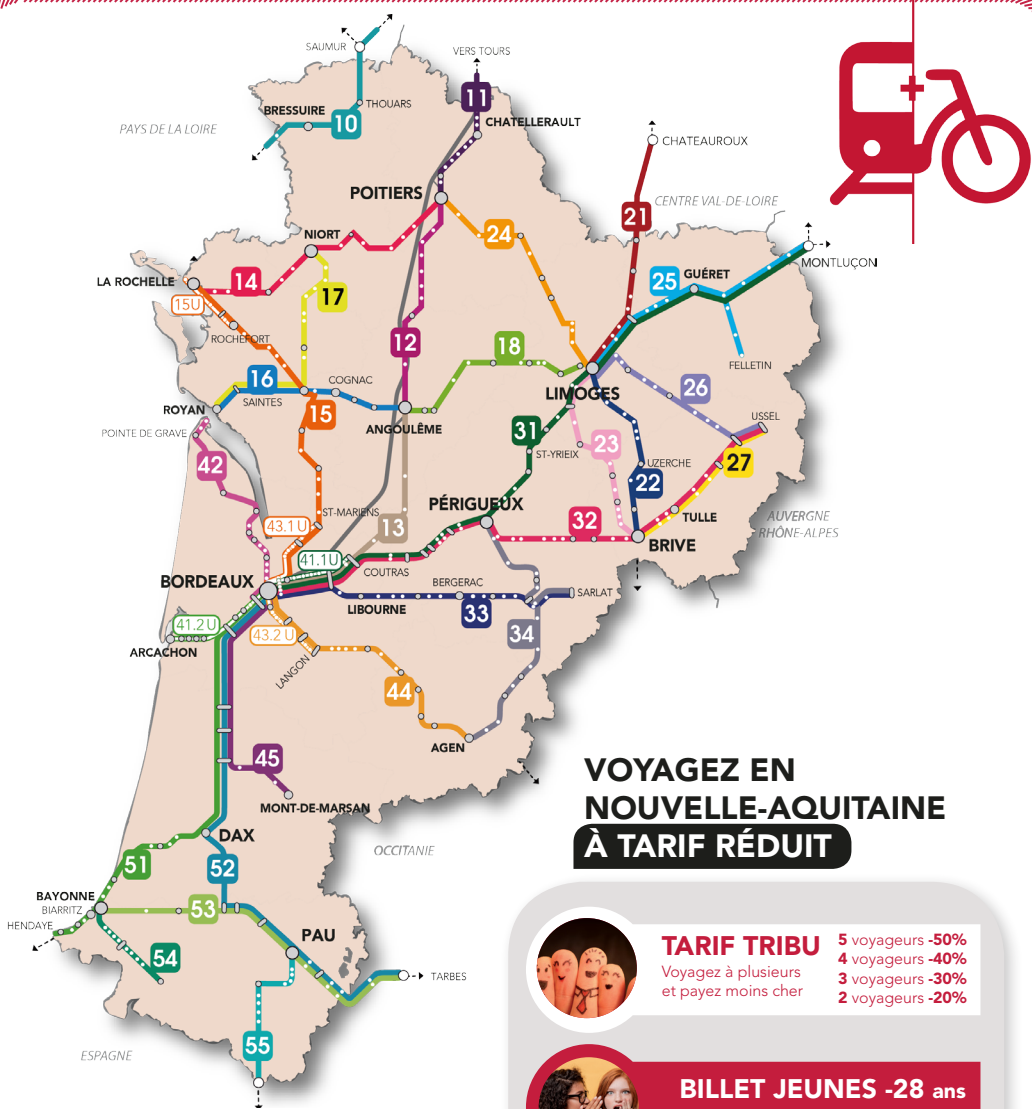 SAUMUR
VERS TOURS
11
BRESSUIRE
THOUARS
10
PAYS DE LA LOIRE
CHATELLERAULT
CHATEAUROUX
POITIERS
CENTRE VAL-DE-LOIRE
21
24
NIORT
MONTLUÇON
LA ROCHELLE
14
17
25
GUÉRET
15U
ROCHEFORT
12
18
FELLETIN
16
COGNAC
26
ROYAN
SAINTES
15
LIMOGES
ANGOULÊME
USSEL
POINTE DE GRAVE
31
23
42
ST-YRIEIX
UZERCHE
27
22
PÉRIGUEUX
ST-MARIENS
13
32
TULLE
AUVERGNE
RHÔNE-ALPES
43.1 U
BRIVE
41.1U
COUTRAS
BORDEAUX
BERGERAC
SARLAT
LIBOURNE
33
41.2 U
43.2 U
34
ARCACHON
LANGON
44
AGEN
45
MONT-DE-MARSAN
DAX
OCCITANIE
51
52
BAYONNE
BIARRITZ
53
HENDAYE
PAU
54
TARBES
55
ESPAGNE
VOYAGEZ EN
NOUVELLE-AQUITAINE
À TARIF RÉDUIT
TARIF TRIBU
Voyagez à plusieurs
et payez moins cher
5 voyageurs -50%
4 voyageurs -40%
3 voyageurs -30%
2 voyageurs -20%
BILLET JEUNES -28 ans